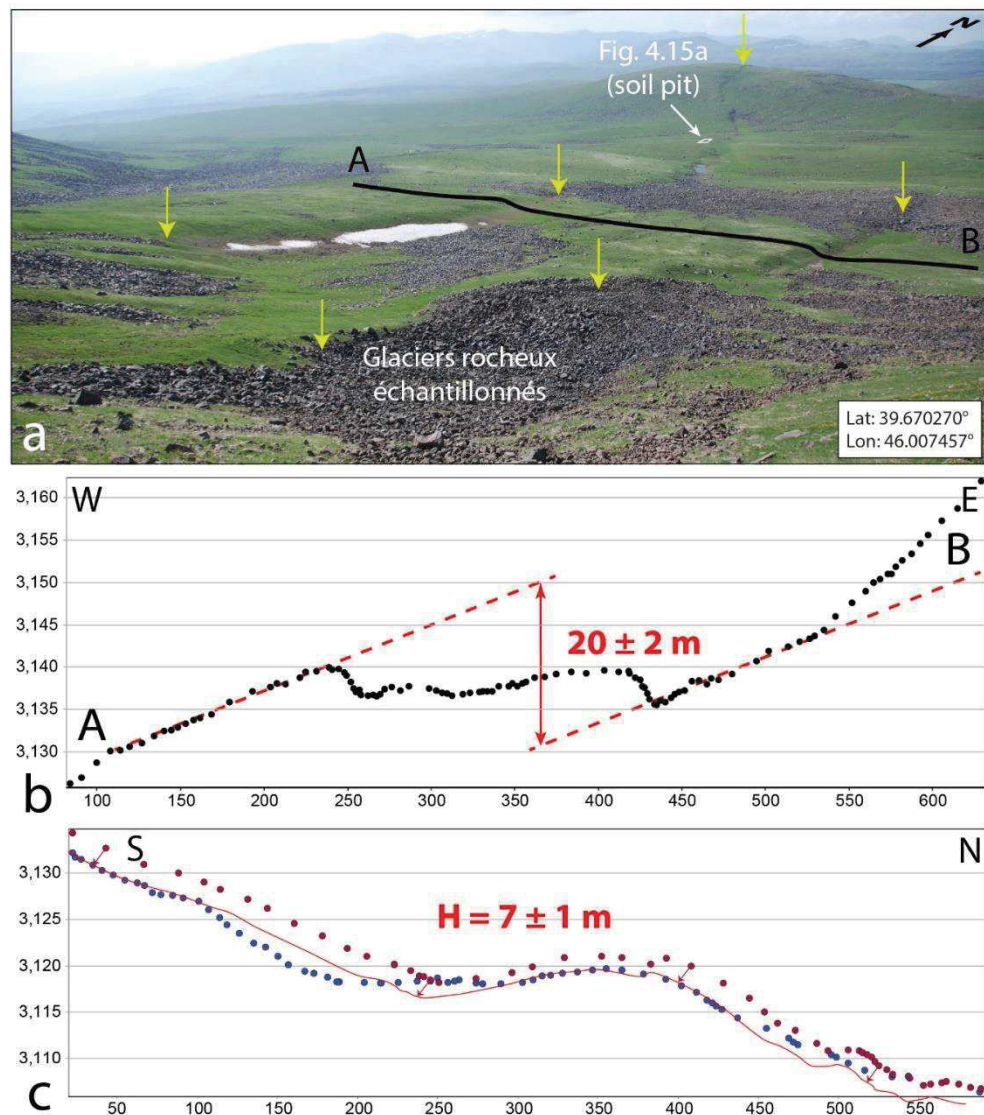 N
Fig. 4.15a
(soil pit)
A
B
Glaciers rocheux
échantillonnés
Lat: 39.670270°
Lon: 46.007457°
a
W
E
3,160
3,155
3,150
3,145
3,140
3,135
3,130
B
20 ± 2 m
A
b
100 150 200 250 300 350 400 450 500 550 600
S
N
3,130
3,125
3,120
3,115
3,110
H = 7 ± 1 m
c
50 100 150 200 250 300 350 400 450 500 550